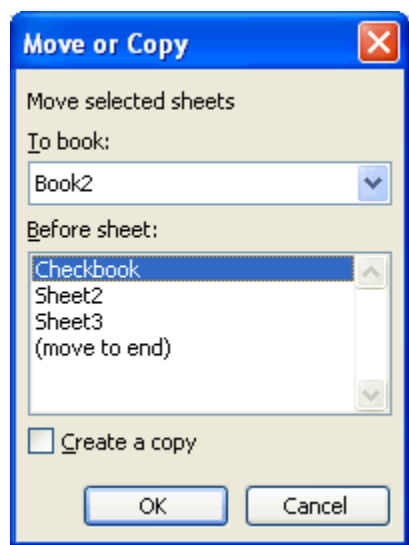 Move or Copy
Move selected sheets
To book:
Book2
Before sheet:
Checkbook
Sheet2
Sheet3
(move to end)
Create a copy
OK Cancel